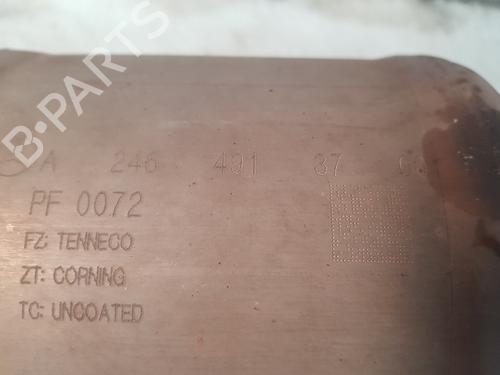 B-PARTS
A 246 491 37
PF 0072
FZ: TENNECO
ZT: CORNING
TC: UNCOATED